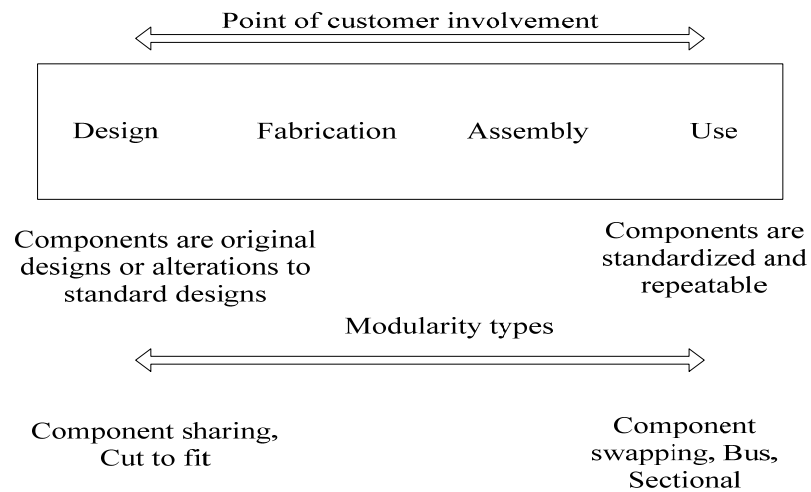 Point of customer involvement
Design Fabrication Assembly Use
Components are original
designs or alterations to
standard designs
Components are
standardized and
repeatable
Modularity types
Component sharing,
Cut to fit
Component
swapping, Bus,
Sectional